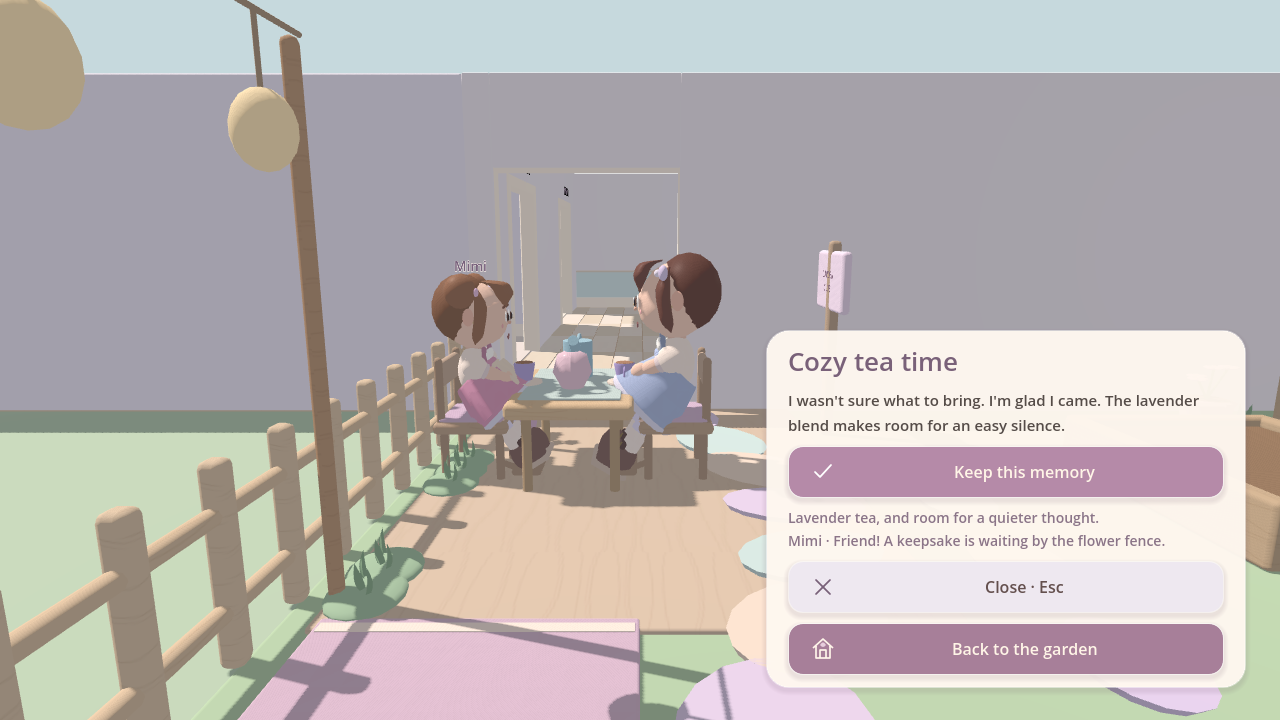 Mimi
Cozy tea time
I wasn't sure what to bring. I'm glad I came. The lavender
blend makes room for an easy silence.
Keep this memory
Lavender tea, and room for a quieter thought.
Mimi · Friend! A keepsake is waiting by the flower fence.
Close · Esc
Back to the garden